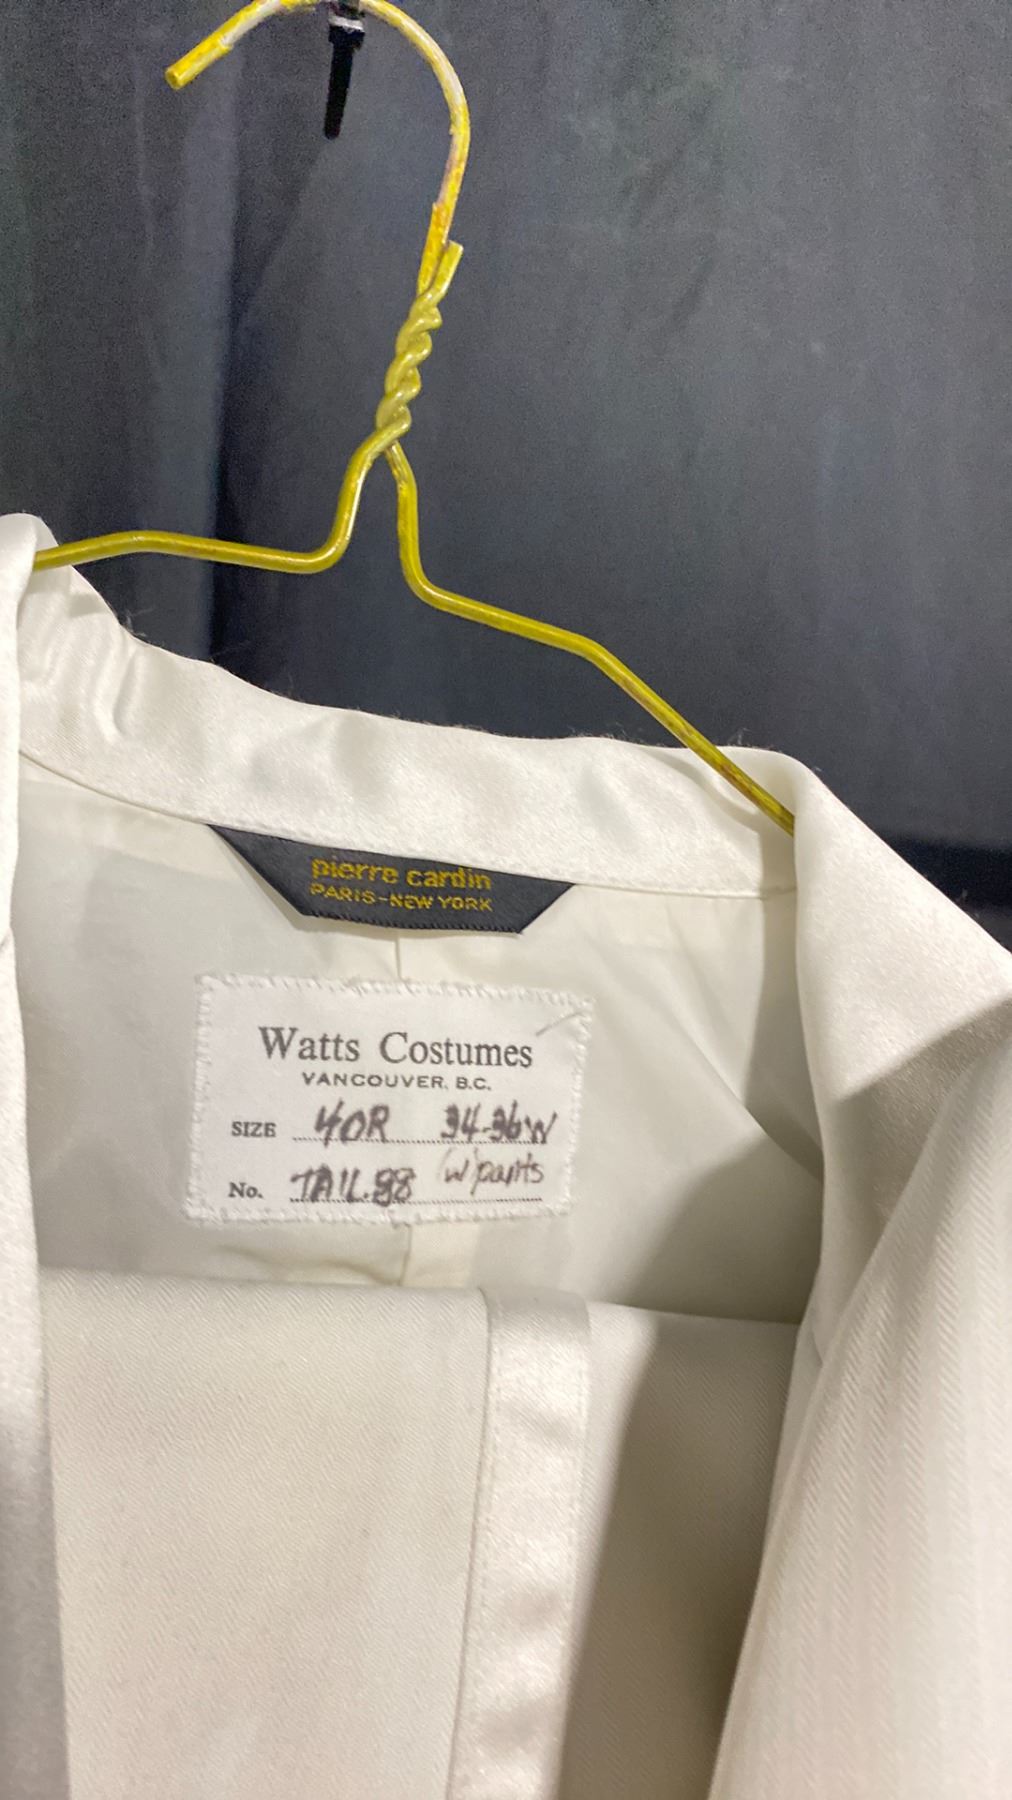 pierre cardin
PARIS-NEW YORK
Watts Costumes
VANCOUVER, B.C.
SIZE 40R 34-36W
No. TAIL.88 w/pants